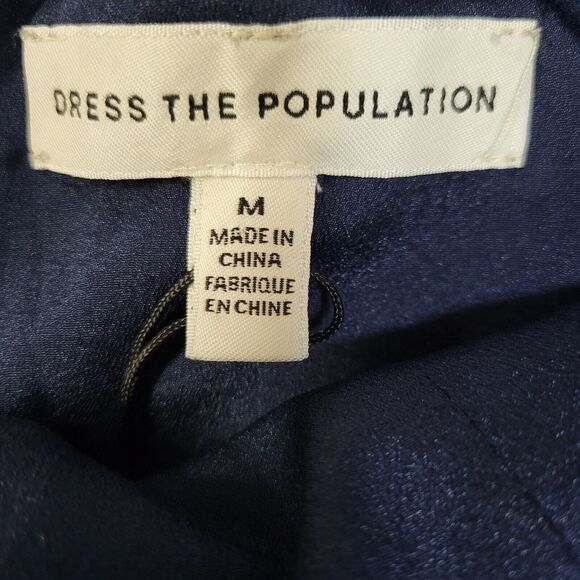 DRESS THE POPULATION
M
MADE IN
CHINA
FABRIQUE
EN CHINE